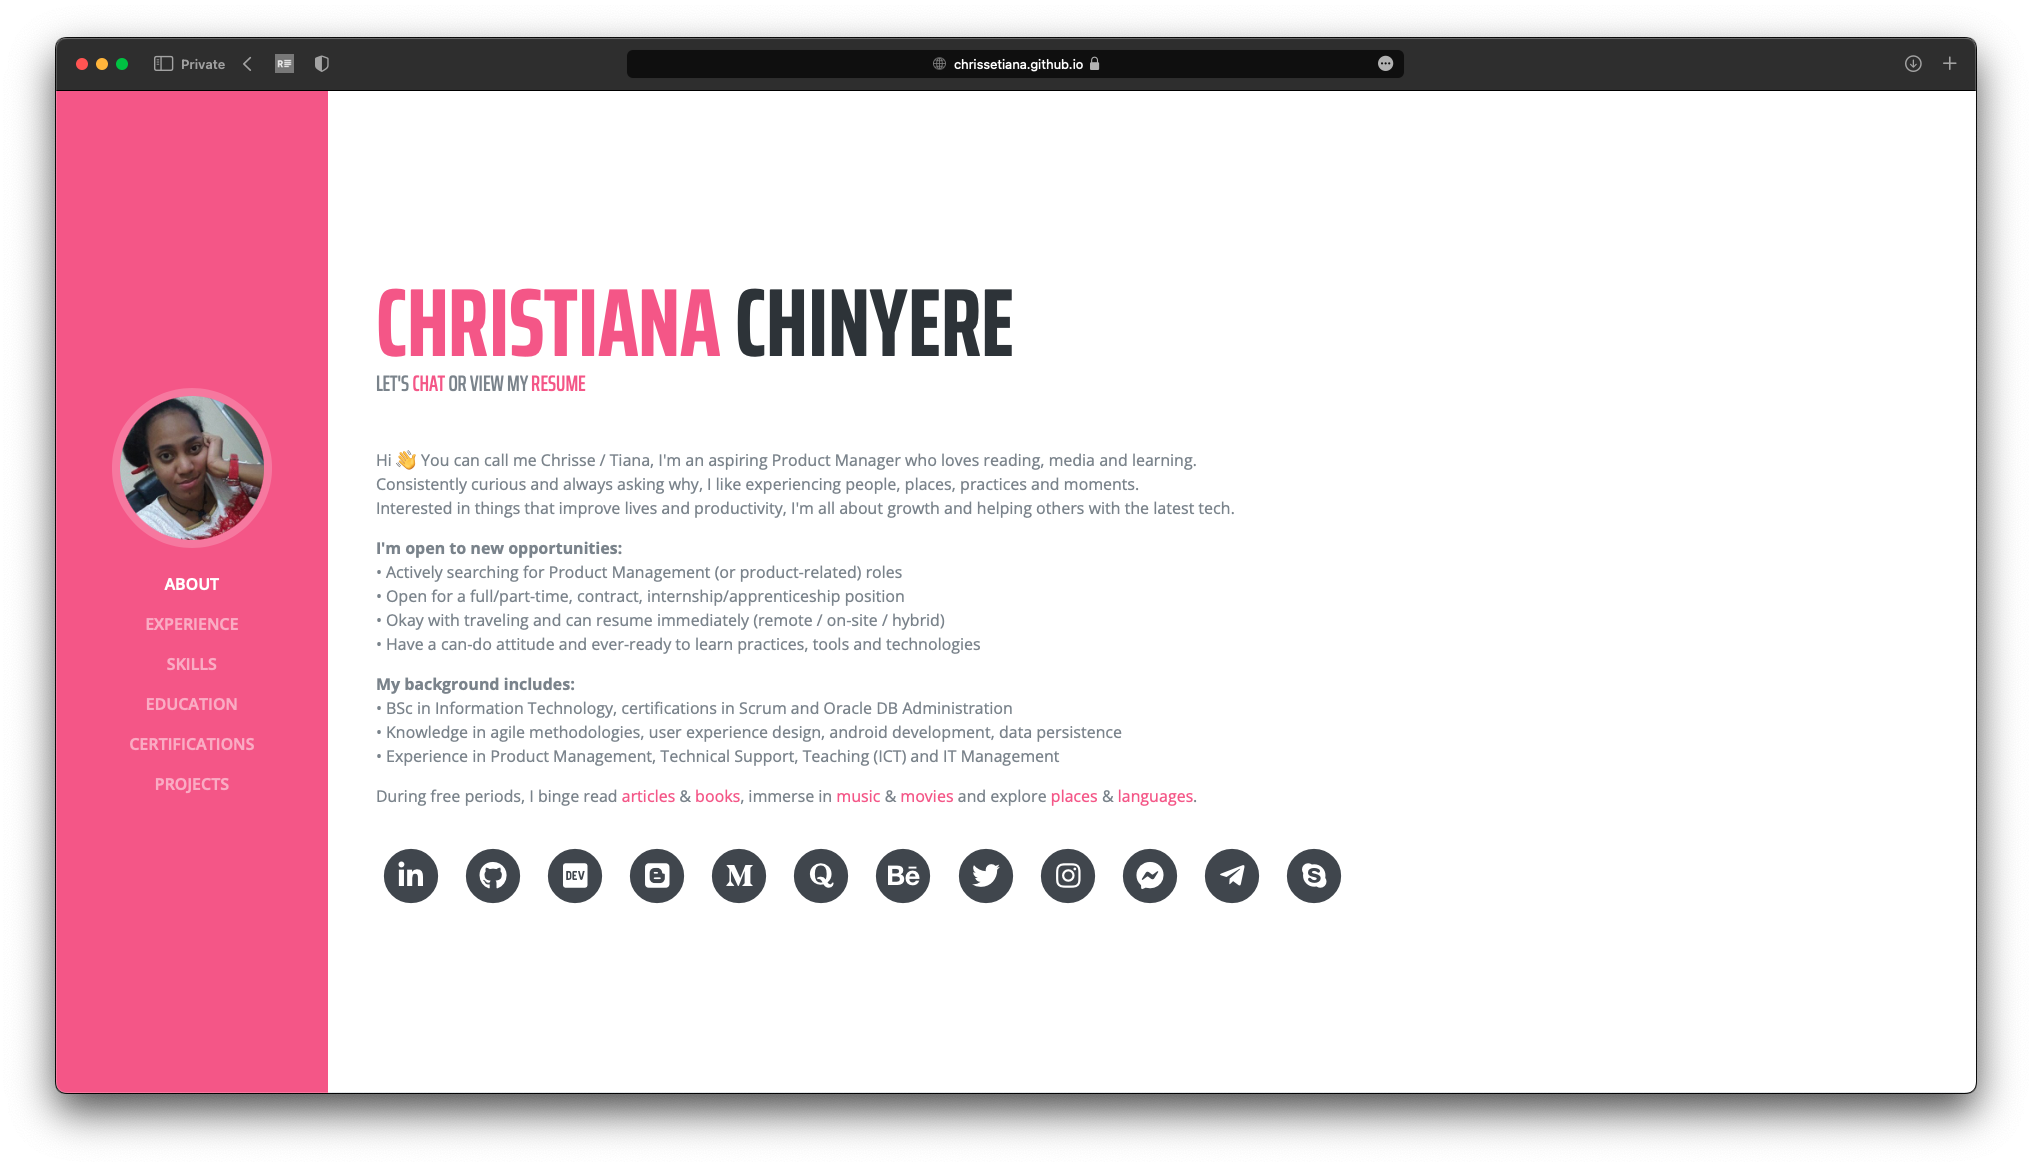 Private
chrissetiana.github.io
ABOUT
EXPERIENCE
SKILLS
EDUCATION
CERTIFICATIONS
PROJECTS
CHRISTIANA CHINYERE
LET'S CHAT OR VIEW MY RESUME
Hi 👋 You can call me Chrisse / Tiana, I'm an aspiring Product Manager who loves reading, media and learning.
Consistently curious and always asking why, I like experiencing people, places, practices and moments.
Interested in things that improve lives and productivity, I'm all about growth and helping others with the latest tech.
I'm open to new opportunities:
• Actively searching for Product Management (or product-related) roles
• Open for a full/part-time, contract, internship/apprenticeship position
• Okay with traveling and can resume immediately (remote / on-site / hybrid)
• Have a can-do attitude and ever-ready to learn practices, tools and technologies
My background includes:
• BSc in Information Technology, certifications in Scrum and Oracle DB Administration
• Knowledge in agile methodologies, user experience design, android development, data persistence
• Experience in Product Management, Technical Support, Teaching (ICT) and IT Management
During free periods, I binge read articles & books, immerse in music & movies and explore places & languages.
in DEV B M Q Bē S